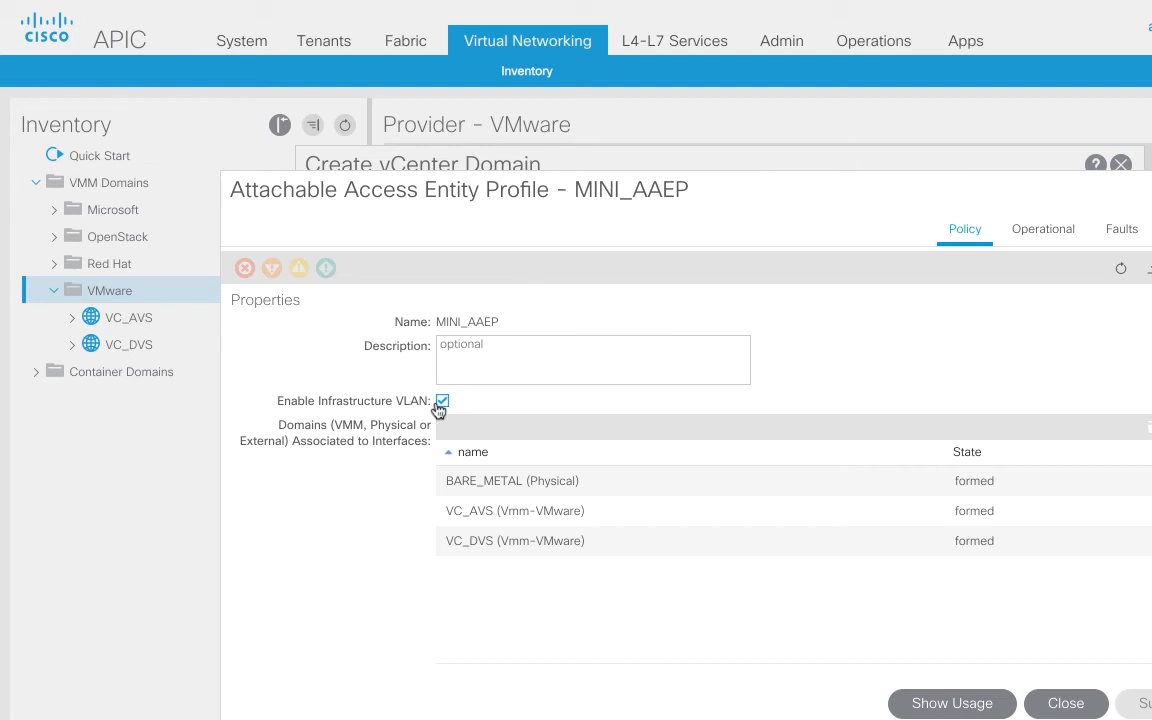 CISCO
APIC
System Tenants Fabric Virtual Networking L4-L7 Services Admin Operations Apps
Inventory
Inventory
Quick Start
VMM Domains
Microsoft
OpenStack
Red Hat
VMware
VC_AVS
VC_DVS
Container Domains
Provider - VMware
Create vCenter Domain
Attachable Access Entity Profile - MINI_AAEP
Policy Operational Faults
Properties
Name: MINI_AAEP
Description: optional
Enable Infrastructure VLAN:
Domains (VMM, Physical or
External) Associated to Interfaces:
name State
BARE_METAL (Physical) formed
VC_AVS (Vmm-VMware) formed
VC_DVS (Vmm-VMware) formed
Show Usage Close